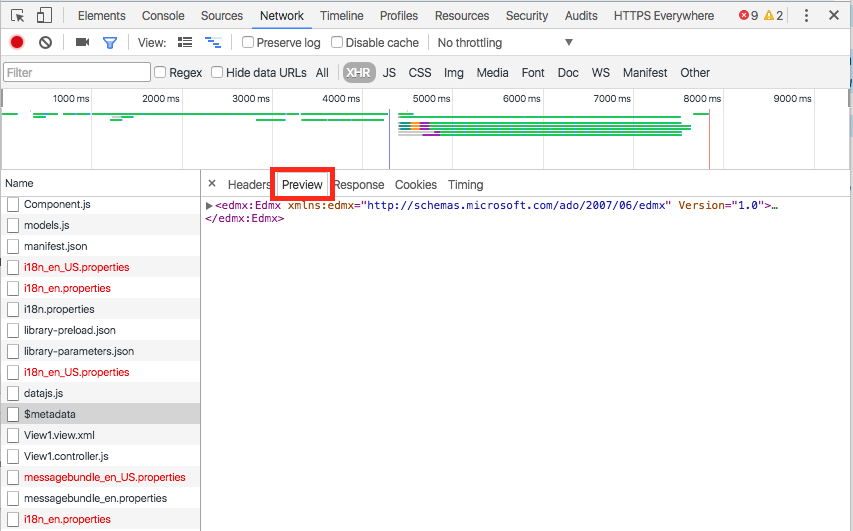 Elements Console Sources Network Timeline Profiles Resources Security Audits HTTPS Everywhere 9 2
View: Preserve log Disable cache No throttling
Filter Regex Hide data URLs All XHR JS CSS Img Media Font Doc WS Manifest Other
1000 ms 2000 ms 3000 ms 4000 ms 5000 ms 6000 ms 7000 ms 8000 ms 9000 ms
Name
Component.js
models.js
manifest.json
i18n_en_US.properties
i18n_en.properties
i18n.properties
library-preload.json
library-parameters.json
i18n_en_US.properties
datajs.js
$metadata
View1.view.xml
View1.controller.js
messagebundle_en_US.properties
messagebundle_en.properties
i18n_en.properties
× Headers Preview Response Cookies Timing
▶<edmx:Edmx xmlns:edmx="http://schemas.microsoft.com/ado/2007/06/edmx" Version="1.0">…
</edmx:Edmx>